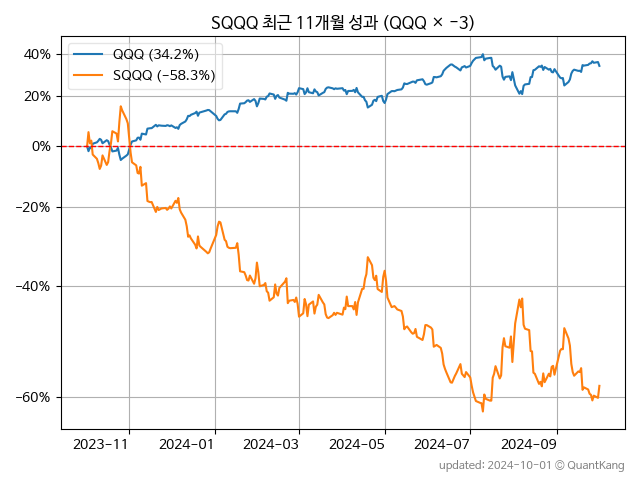 SQQQ 최근 11개월 성과 (QQQ × −3)
QQQ (34.2%)
SQQQ (−58.3%)
40%
20%
0%
−20%
−40%
−60%
2023−11 2024−01 2024−03 2024−05 2024−07 2024−09
updated: 2024-10-01 © QuantKang